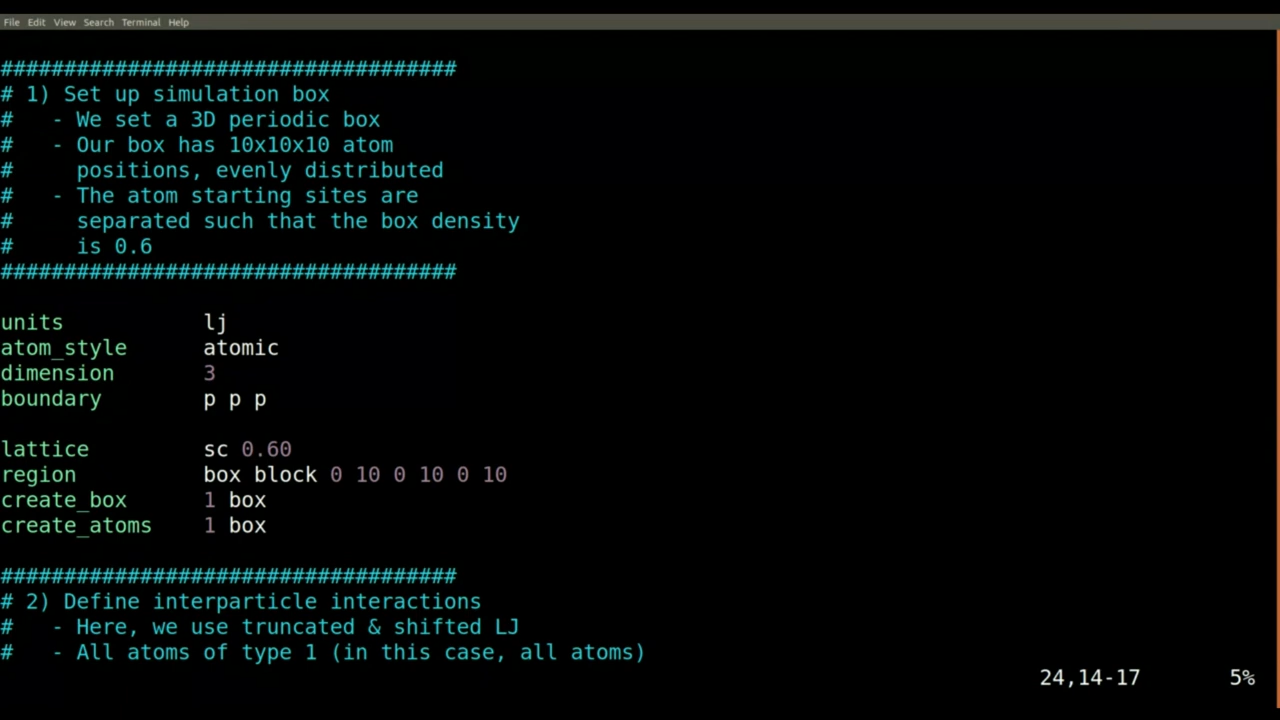 File Edit View Search Terminal Help
####################################
# 1) Set up simulation box
#   - We set a 3D periodic box
#   - Our box has 10x10x10 atom
#     positions, evenly distributed
#   - The atom starting sites are
#     separated such that the box density
#     is 0.6
####################################
units           lj
atom_style      atomic
dimension       3
boundary        p p p
lattice         sc 0.60
region          box block 0 10 0 10 0 10
create_box      1 box
create_atoms    1 box
####################################
# 2) Define interparticle interactions
#   - Here, we use truncated & shifted LJ
#   - All atoms of type 1 (in this case, all atoms)
24,14-17       5%